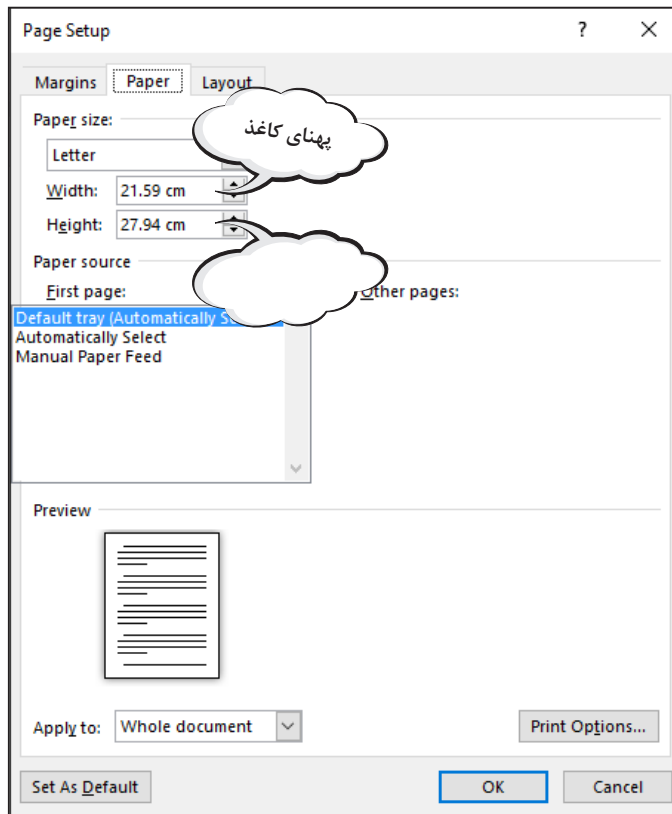 Page Setup ? ×
Margins Paper Layout
Paper size:
پهنای کاغذ
Letter
Width: 21.59 cm
Height: 27.94 cm
Paper source
First page: Other pages:
Default tray (Automatically
Automatically Select
Manual Paper Feed
Preview
Apply to: Whole document
Print Options...
Set As Default OK Cancel